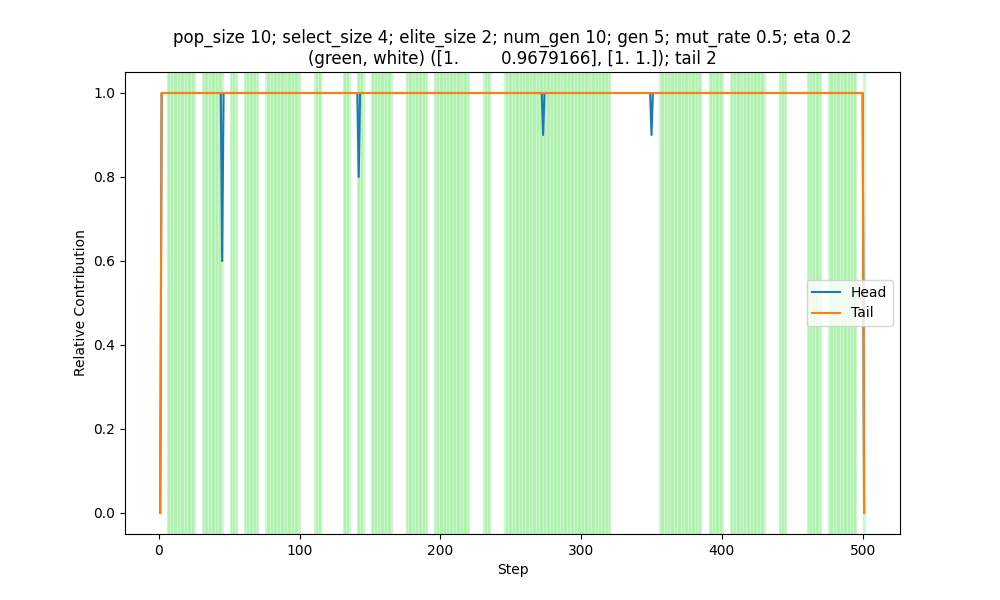 pop_size 10; select_size 4; elite_size 2; num_gen 10; gen 5; mut_rate 0.5; eta 0.2
(green, white) ([1.        0.9679166], [1. 1.]); tail 2
1.0
0.8
0.6
0.4
0.2
0.0
Relative Contribution
Head
Tail
0
100
200
300
400
500
Step